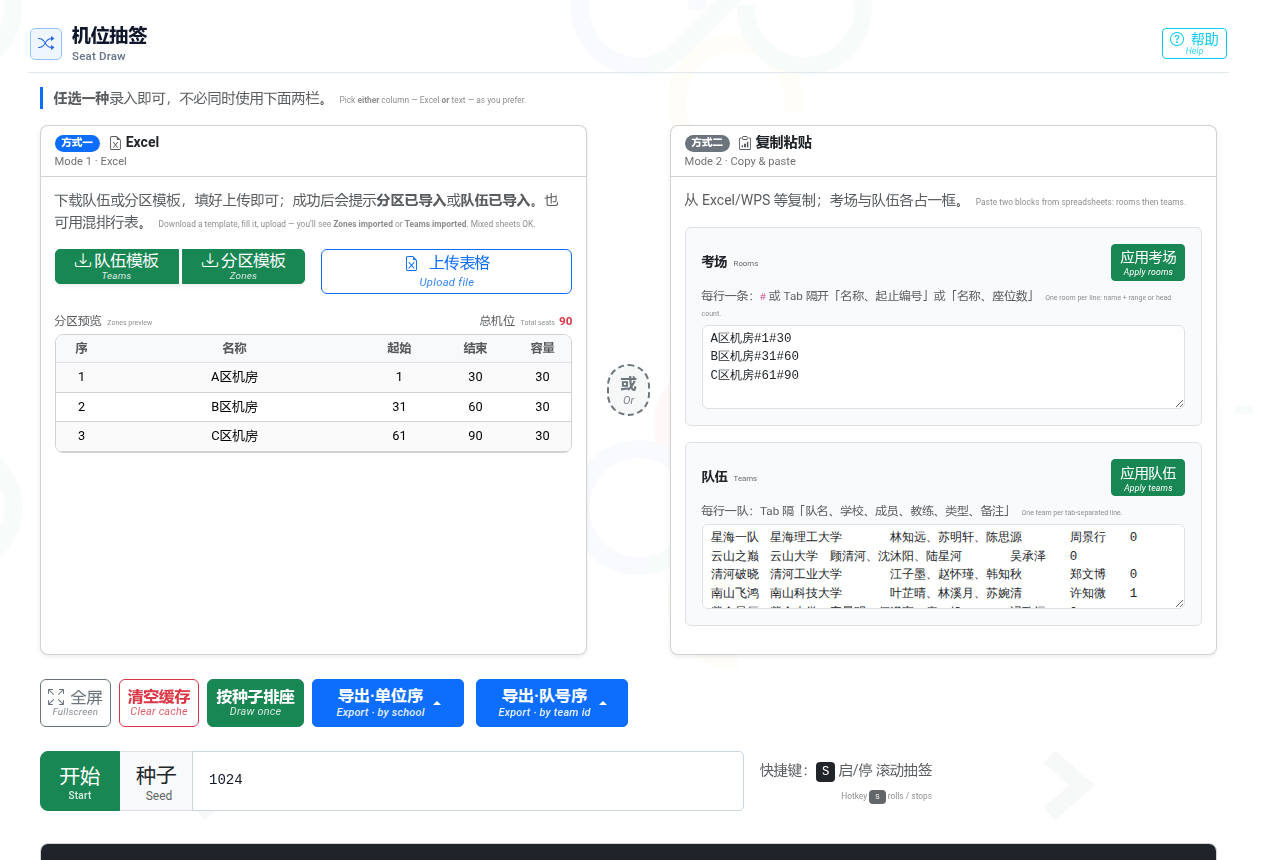 机位抽签
Seat Draw
帮助
Help
任选一种录入即可，不必同时使用下面两栏。 Pick either column — Excel or text — as you prefer.
方式一 Excel
Mode 1 · Excel
下载队伍或分区模板，填好上传即可；成功后会提示分区已导入或队伍已导入。也
可用混排行表。 Download a template, fill it, upload — you'll see Zones imported or Teams imported. Mixed sheets OK.
队伍模板
Teams
分区模板
Zones
上传表格
Upload file
分区预览 Zones preview 总机位 Total seats 90
序 名称 起始 结束 容量
1 A区机房 1 30 30
2 B区机房 31 60 30
3 C区机房 61 90 30
或
Or
方式二 复制粘贴
Mode 2 · Copy & paste
从 Excel/WPS 等复制；考场与队伍各占一框。 Paste two blocks from spreadsheets: rooms then teams.
考场 Rooms
应用考场
Apply rooms
每行一条：# 或 Tab 隔开「名称、起止编号」或「名称、座位数」 One room per line: name + range or head
count.
A区机房#1#30
B区机房#31#60
C区机房#61#90
队伍 Teams
应用队伍
Apply teams
每行一队：Tab 隔「队名、学校、成员、教练、类型、备注」 One team per tab-separated line.
星海一队 星海理工大学 林知远、苏明轩、陈思源 周景行 0
云山之巅 云山大学 顾清河、沈沐阳、陆星河 吴承泽 0
清河破晓 清河工业大学 江子墨、赵怀瑾、韩知秋 郑文博 0
南山飞鸿 南山科技大学 叶芷晴、林溪月、苏婉清 许知微 1
全屏
Fullscreen
清空缓存
Clear cache
按种子排座
Draw once
导出·单位序
Export · by school
导出·队号序
Export · by team id
开始
Start
种子
Seed
1024
快捷键： S 启/停 滚动抽签
Hotkey S rolls / stops